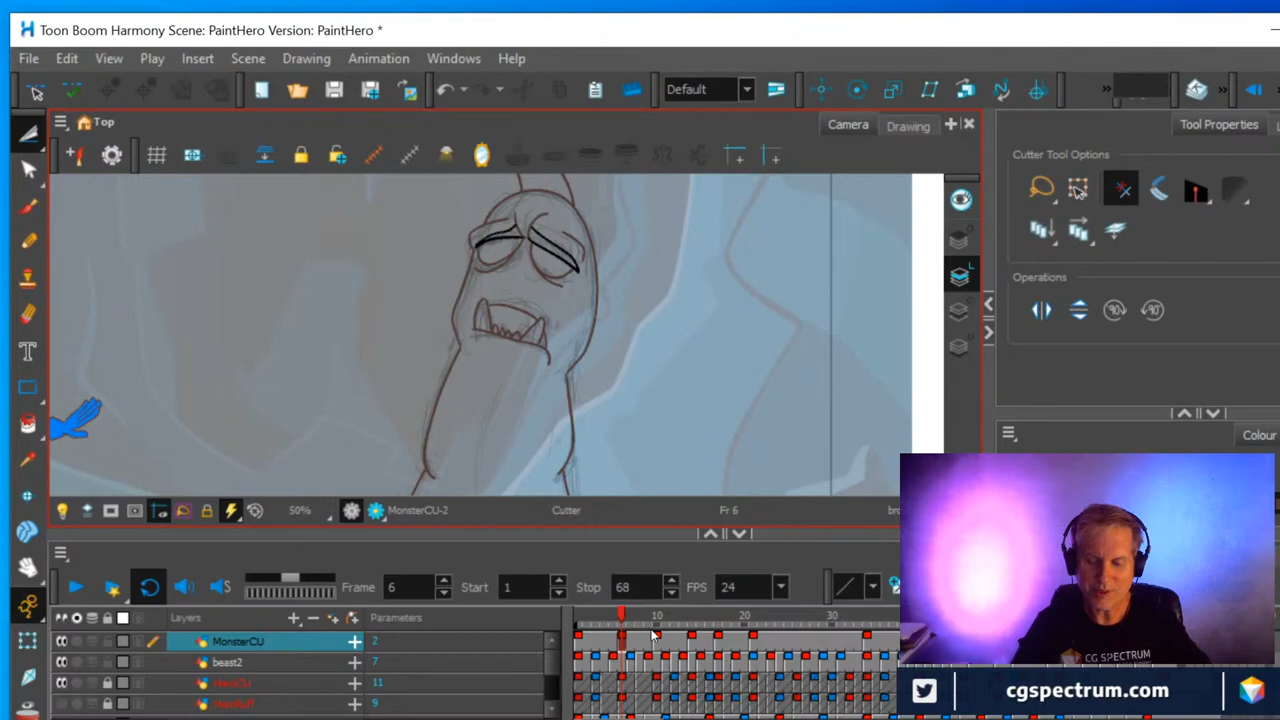 Toon Boom Harmony Scene: PaintHero Version: PaintHero *
File Edit View Play Insert Scene Drawing Animation Windows Help
Default
Top Camera Drawing Tool Properties
Cutter Tool Options
Operations
Colour
50% MonsterCU-2 Cutter Fr 6
Frame 6 Start 1 Stop 68 FPS 24
Layers Parameters 10 20 30
MonsterCU 2
beast2 7
HeroCU 11
HeroRuff 9
CG SPECTRUM
cgspectrum.com